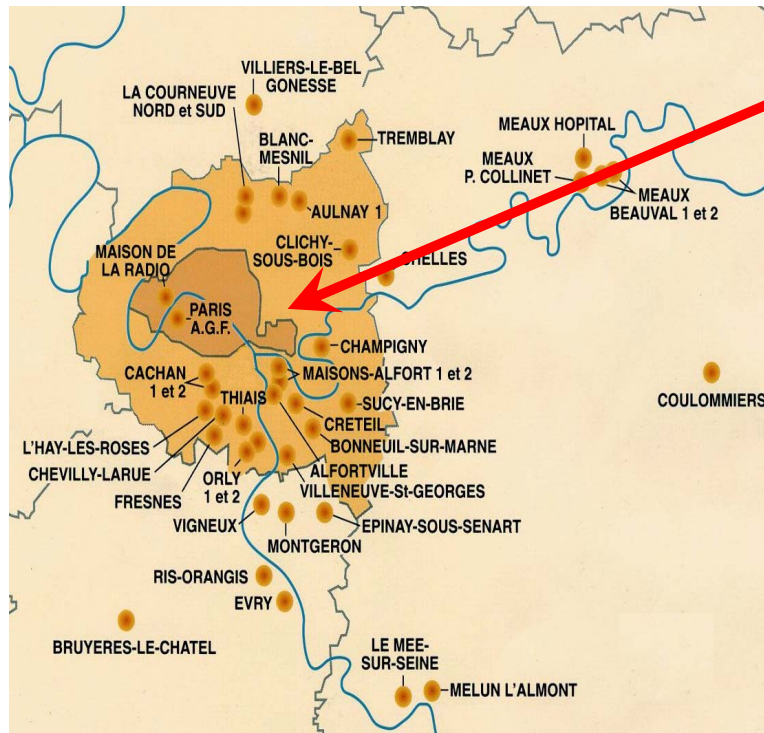 VILLIERS-LE-BEL
GONESSE
LA COURNEUVE
NORD et SUD
BLANC-
MESNIL
TREMBLAY
MEAUX HOPITAL
MEAUX
P. COLLINET
MEAUX
BEAUVAL 1 et 2
AULNAY 1
CLICHY-
SOUS-BOIS
CHELLES
MAISON DE
LA RADIO
PARIS
A.G.F.
CHAMPIGNY
CACHAN
1 et 2
MAISONS-ALFORT 1 et 2
THIAIS
SUCY-EN-BRIE
COULOMMIERS
CRETEIL
L'HAY-LES-ROSES
BONNEUIL-SUR-MARNE
CHEVILLY-LARUE
ALFORTVILLE
FRESNES
ORLY
1 et 2
VILLENEUVE-St-GEORGES
VIGNEUX
EPINAY-SOUS-SENART
MONTGERON
RIS-ORANGIS
EVRY
BRUYERES-LE-CHATEL
LE MEE-
SUR-SEINE
MELUN L'ALMONT